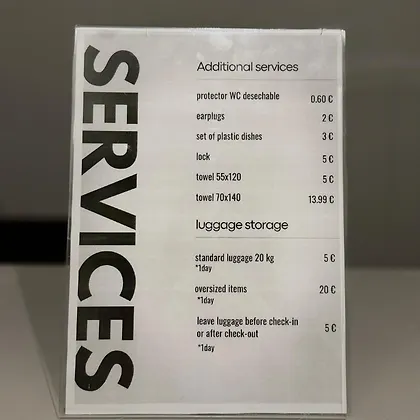 SERVICES
Additional services
protector WC desechable 0.60 €
earplugs 2 €
set of plastic dishes 3 €
lock 5 €
towel 55x120 5 €
towel 70x140 13.99 €
luggage storage
standard luggage 20 kg 5 €
*1day
oversized items 20 €
*1day
leave luggage before check-in
or after check-out 5 €
*1day